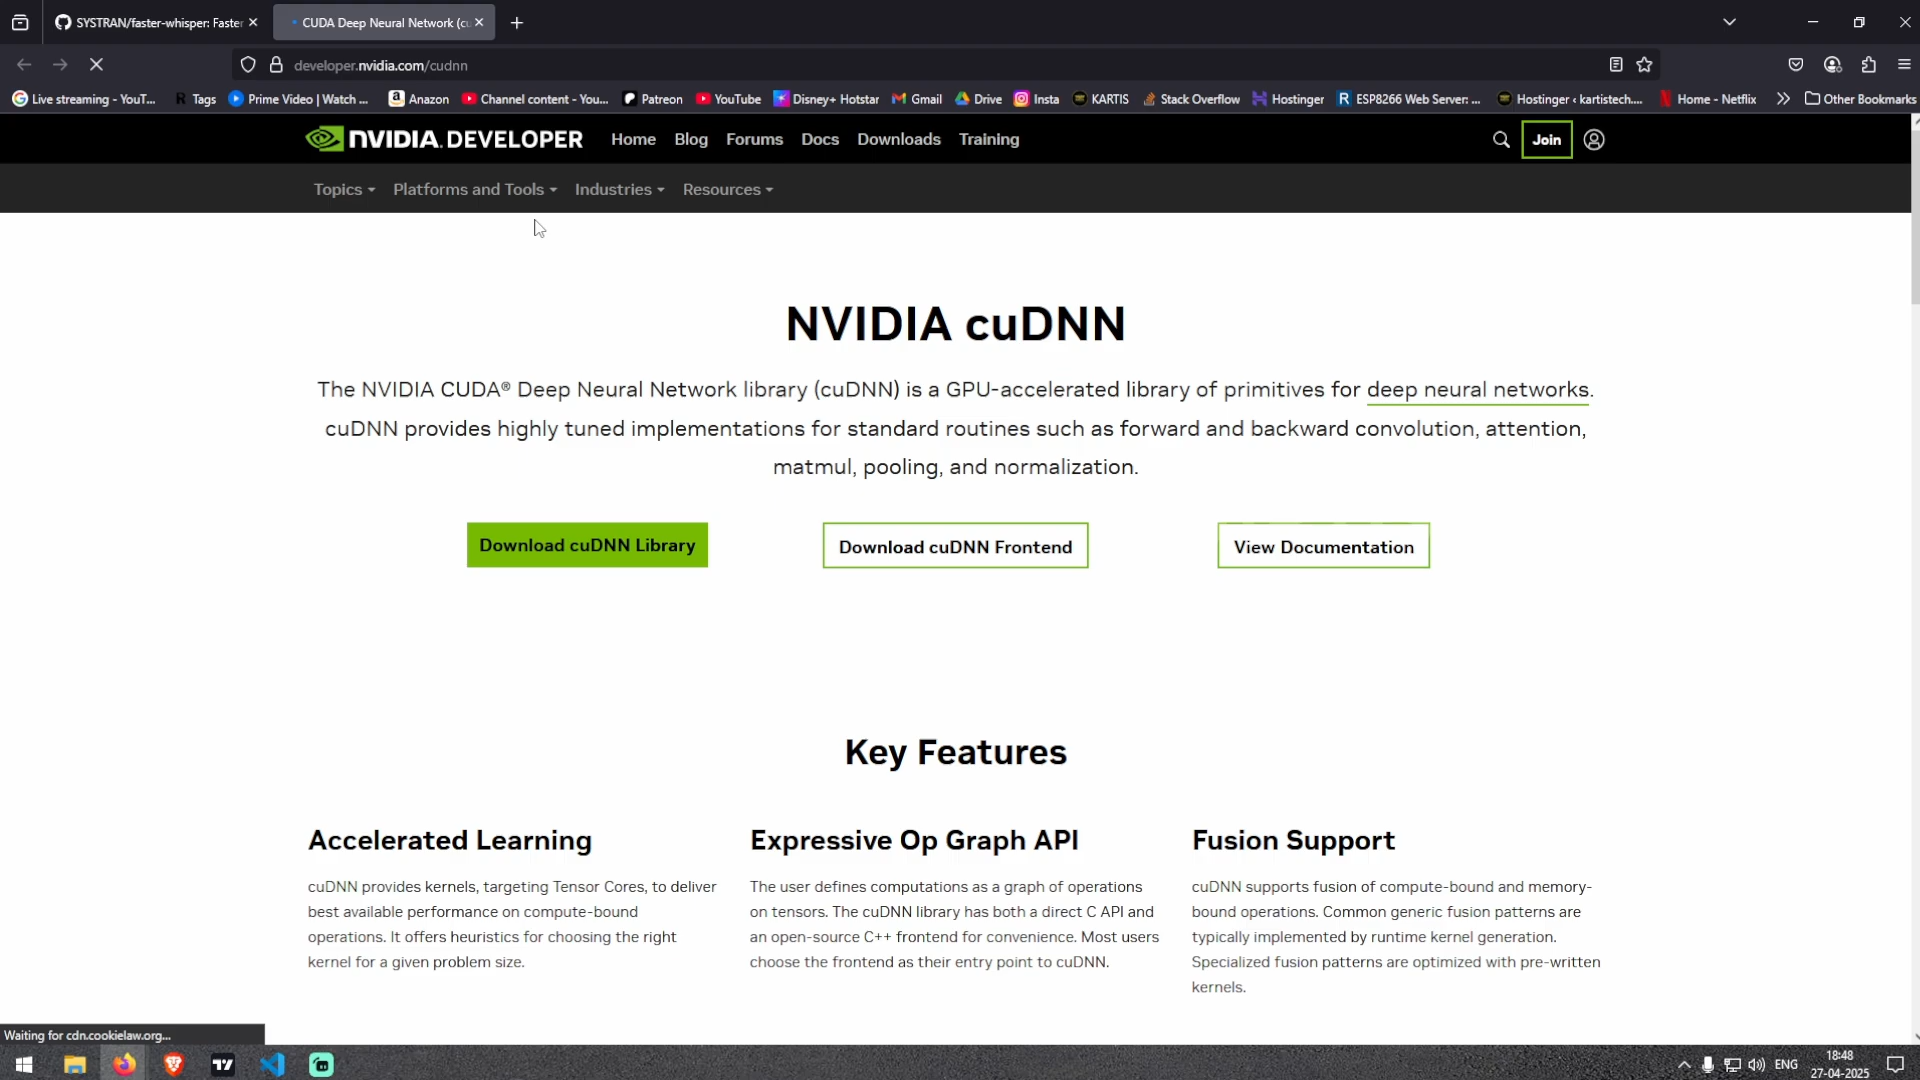 SYSTRAN/faster-whisper: Faster
CUDA Deep Neural Network (cu
developer.nvidia.com/cudnn
Live streaming - YouT...
Tags
Prime Video | Watch ...
Anazon
Channel content - You...
Patreon
YouTube
Disney+ Hotstar
Gmail
Drive
Insta
KARTIS
Stack Overflow
Hostinger
ESP8266 Web Server: ...
Hostinger ‹ kartistech....
Home - Netflix
Other Bookmarks
NVIDIA. DEVELOPER
Home
Blog
Forums
Docs
Downloads
Training
Join
Topics
Platforms and Tools
Industries
Resources
NVIDIA cuDNN
The NVIDIA CUDA® Deep Neural Network library (cuDNN) is a GPU-accelerated library of primitives for deep neural networks.
cuDNN provides highly tuned implementations for standard routines such as forward and backward convolution, attention,
matmul, pooling, and normalization.
Download cuDNN Library
Download cuDNN Frontend
View Documentation
Key Features
Accelerated Learning
cuDNN provides kernels, targeting Tensor Cores, to deliver
best available performance on compute-bound
operations. It offers heuristics for choosing the right
kernel for a given problem size.
Expressive Op Graph API
The user defines computations as a graph of operations
on tensors. The cuDNN library has both a direct C API and
an open-source C++ frontend for convenience. Most users
choose the frontend as their entry point to cuDNN.
Fusion Support
cuDNN supports fusion of compute-bound and memory-
bound operations. Common generic fusion patterns are
typically implemented by runtime kernel generation.
Specialized fusion patterns are optimized with pre-written
kernels.
Waiting for cdn.cookielaw.org...
ENG
18:48
27-04-2025